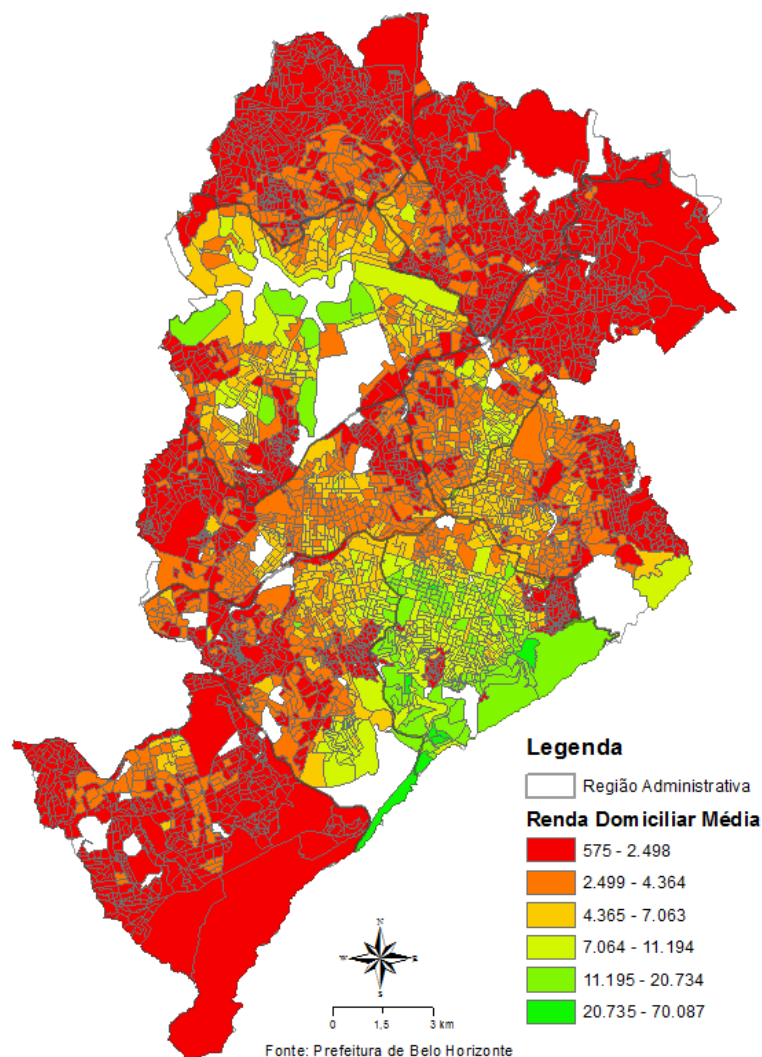 Legenda
Região Administrativa
Renda Domiciliar Média
575 - 2.498
2.499 - 4.364
4.365 - 7.063
7.064 - 11.194
11.195 - 20.734
20.735 - 70.087
N
W E
S
0 1,5 3 km
Fonte: Prefeitura de Belo Horizonte